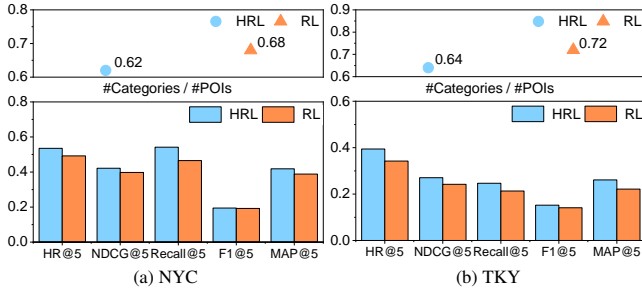 0.8
0.7
0.6
HRL RL
0.62
0.68
#Categories / #POIs
0.6
0.4
0.2
0.0
HRL RL
HR@5 NDCG@5 Recall@5 F1@5 MAP@5
(a) NYC
0.9
0.8
0.7
0.6
HRL RL
0.64
0.72
#Categories / #POIs
0.6
0.4
0.2
0.0
HRL RL
HR@5 NDCG@5 Recall@5 F1@5 MAP@5
(b) TKY